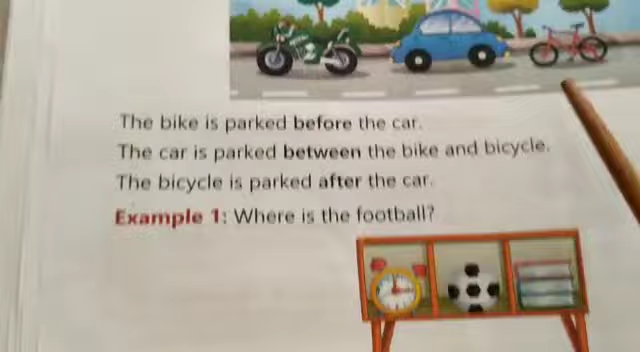 The bike is parked before the car.
The car is parked between the bike and bicycle.
The bicycle is parked after the car.
Example 1: Where is the football?